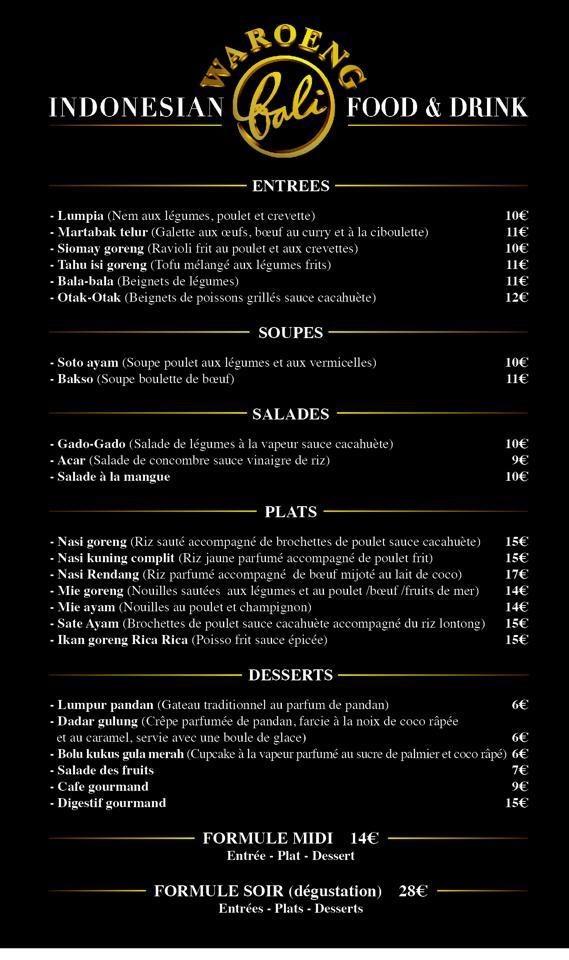 WAROENG
INDONESIAN bali FOOD & DRINK
ENTREES
- Lumpia (Nem aux légumes, poulet et crevette) 10€
- Martabak telur (Galette aux œufs, bœuf au curry et à la ciboulette) 11€
- Siomay goreng (Ravioli frit au poulet et aux crevettes) 10€
- Tahu isi goreng (Tofu mélangé aux légumes frits) 11€
- Bala-bala (Beignets de légumes) 11€
- Otak-Otak (Beignets de poissons grillés sauce cacahuète) 12€
SOUPES
- Soto ayam (Soupe poulet aux légumes et aux vermicelles) 10€
- Bakso (Soupe boulette de bœuf) 11€
SALADES
- Gado-Gado (Salade de légumes à la vapeur sauce cacahuète) 10€
- Acar (Salade de concombre sauce vinaigre de riz) 9€
- Salade à la mangue 10€
PLATS
- Nasi goreng (Riz sauté accompagné de brochettes de poulet sauce cacahuète) 15€
- Nasi kuning complit (Riz jaune parfumé accompagné de poulet frit) 15€
- Nasi Rendang (Riz parfumé accompagné de bœuf mijoté au lait de coco) 17€
- Mie goreng (Nouilles sautées aux légumes et au poulet /bœuf /fruits de mer) 14€
- Mie ayam (Nouilles au poulet et champignon) 14€
- Sate Ayam (Brochettes de poulet sauce cacahuète accompagné du riz lontong) 15€
- Ikan goreng Rica Rica (Poisso frit sauce épicée) 15€
DESSERTS
- Lumpur pandan (Gateau traditionnel au parfum de pandan) 6€
- Dadar gulung (Crêpe parfumée de pandan, farcie à la noix de coco râpée
et au caramel, servie avec une boule de glace) 6€
- Bolu kukus gula merah (Cupcake à la vapeur parfumé au sucre de palmier et coco râpé) 6€
- Salade des fruits 7€
- Cafe gourmand 9€
- Digestif gourmand 15€
FORMULE MIDI 14€
Entrée - Plat - Dessert
FORMULE SOIR (dégustation) 28€
Entrées - Plats - Desserts